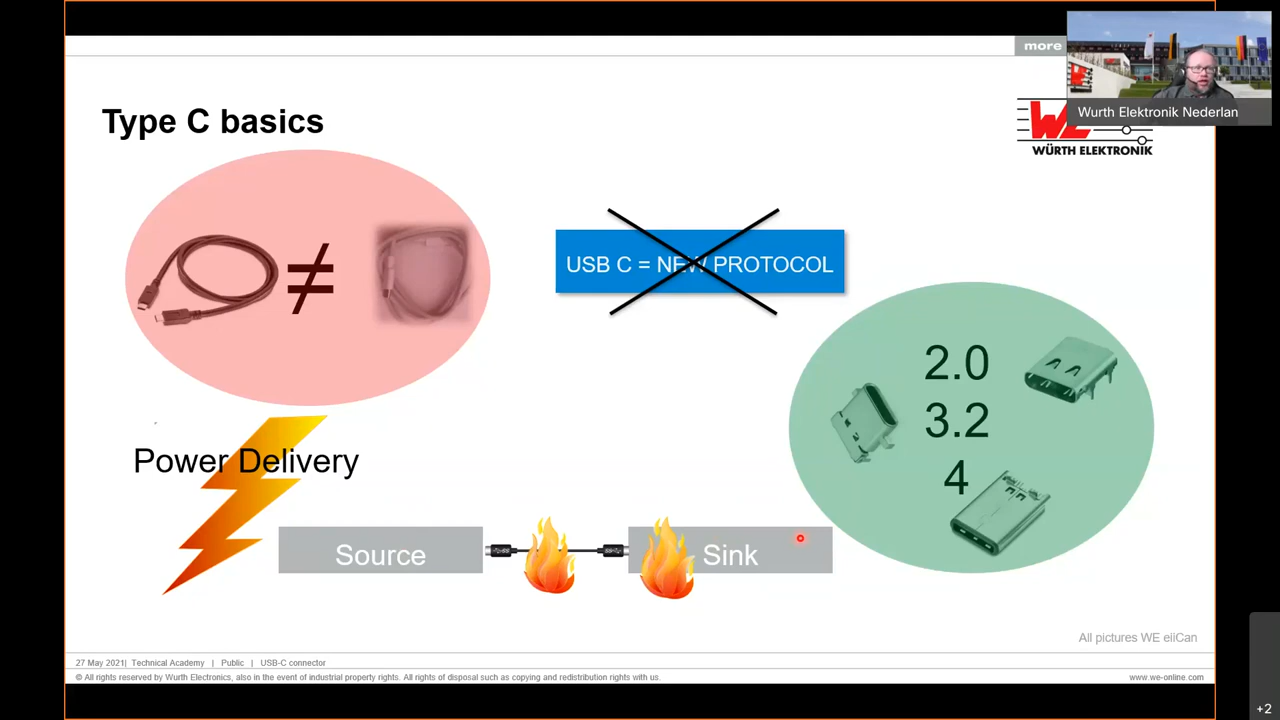 more
Wurth Elektronik Nederlan
Type C basics
WE
WÜRTH ELEKTRONIK
≠
USB C = NEW PROTOCOL
2.0
3.2
4
Power Delivery
Source
Sink
All pictures WE eiiCan
27 May 2021| Technical Academy | Public | USB-C connector
© All rights reserved by Wurth Electronics, also in the event of industrial property rights. All rights of disposal such as copying and redistribution rights with us.
www.we-online.com
+2